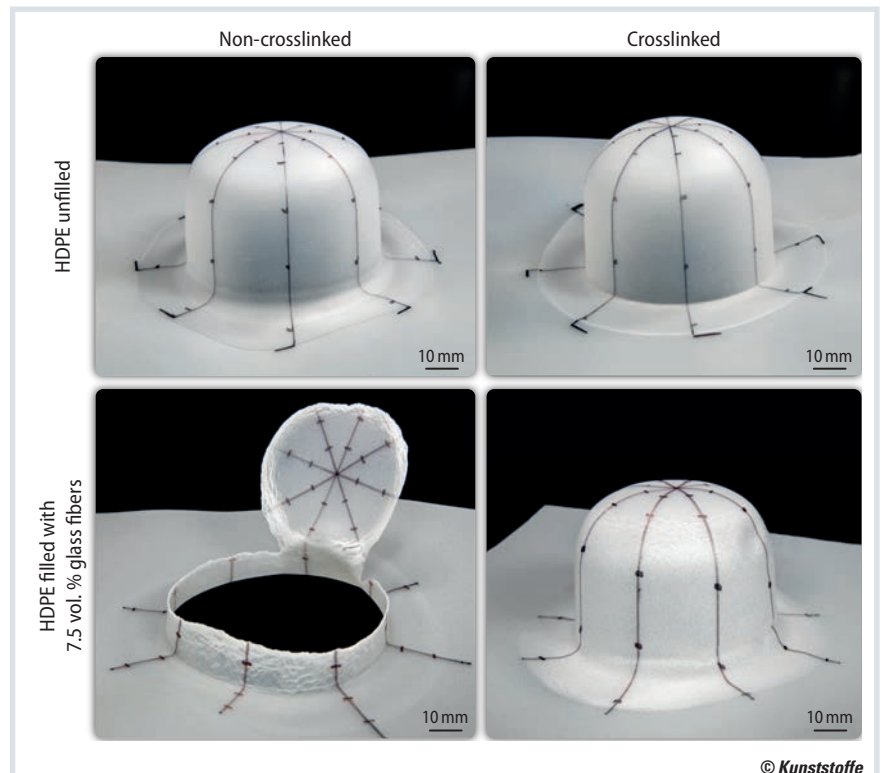 Non-crosslinked
Crosslinked
HDPE unfilled
10 mm
10 mm
HDPE filled with
7.5 vol. % glass fibers
10 mm
10 mm
© Kunststoffe